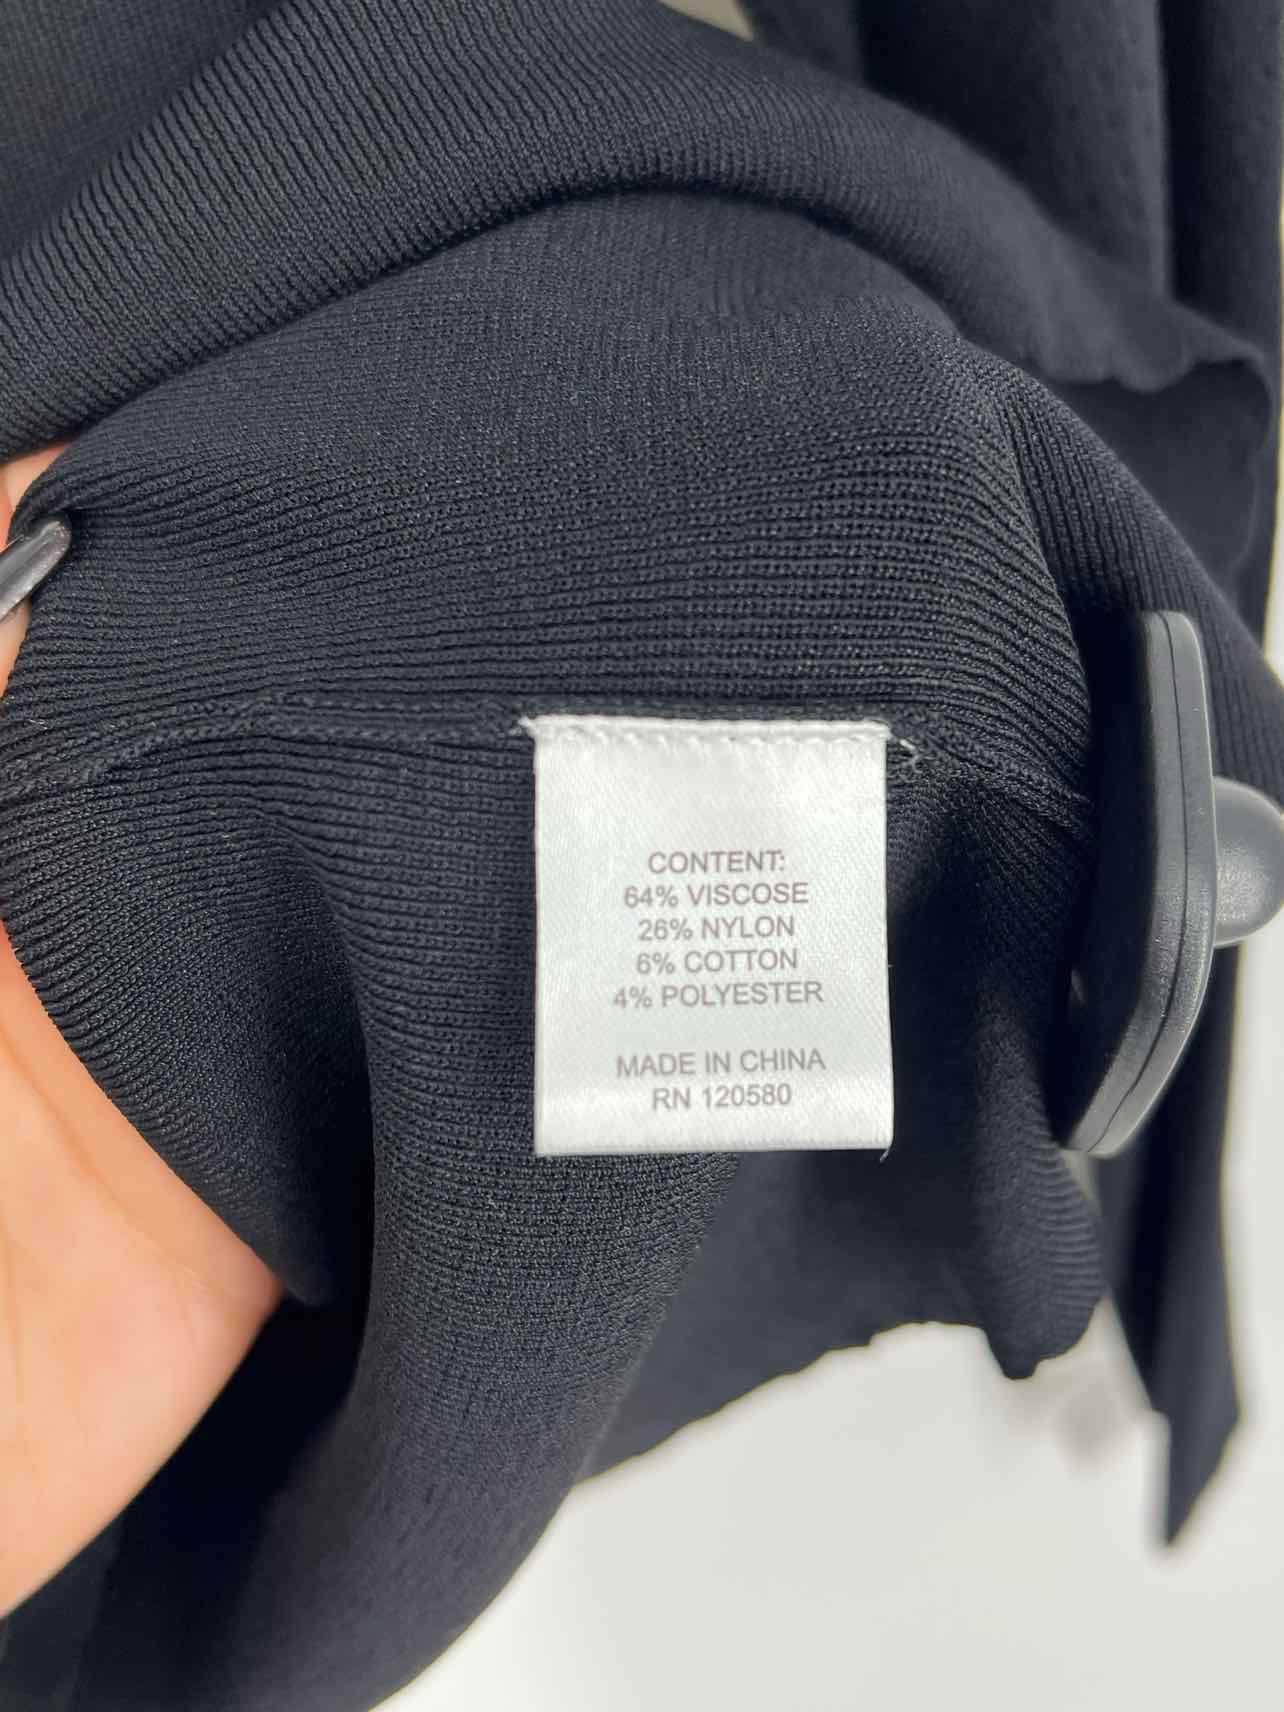 CONTENT:
64% VISCOSE
26% NYLON
6% COTTON
4% POLYESTER
MADE IN CHINA
RN 120580